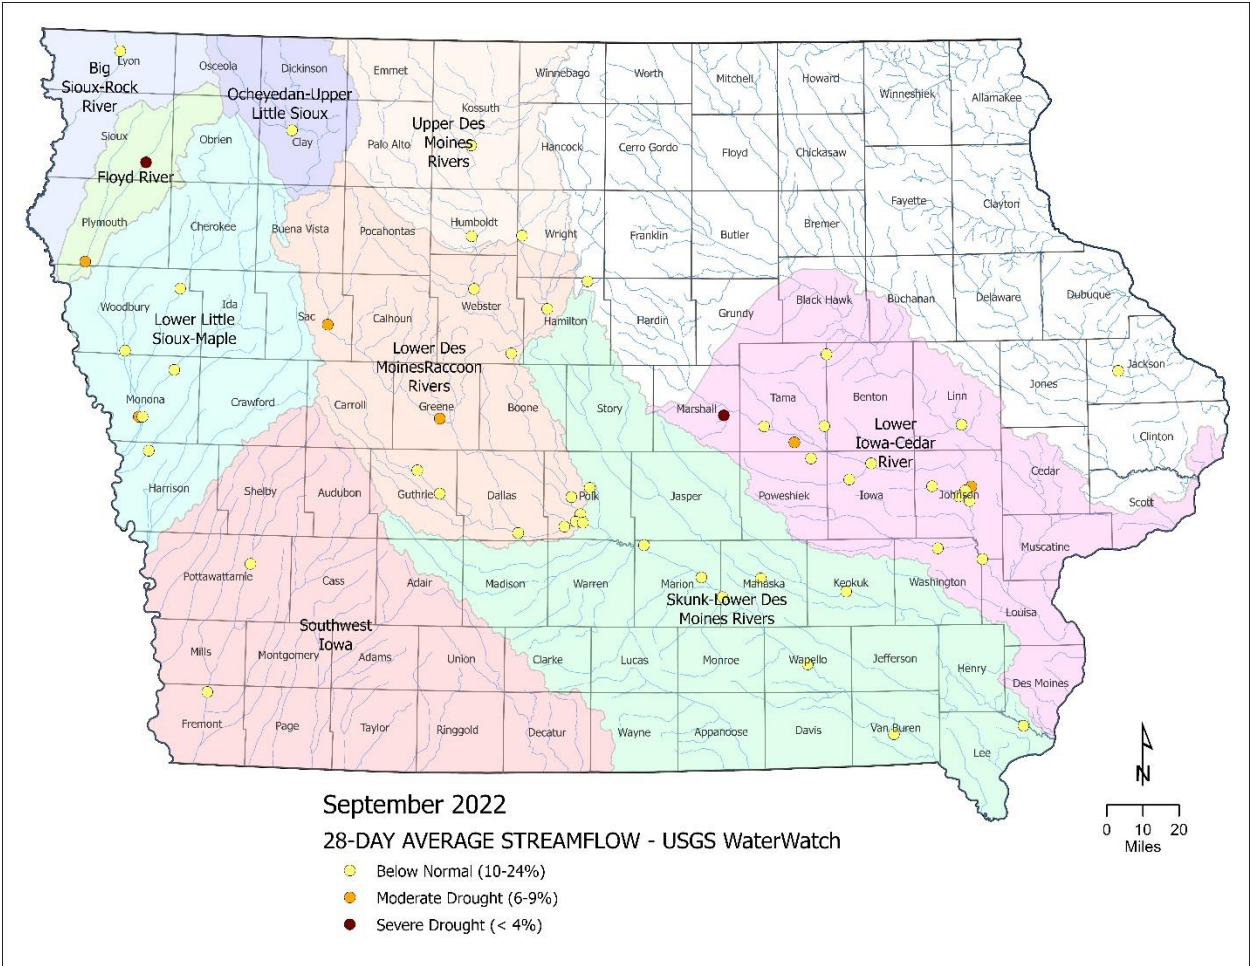 Lyon
Osceola
Dickinson
Emmet
Winnebago
Worth
Mitchell
Howard
Winneshiek
Allamakee
Big
Sioux-Rock
River
Ocheyedan-Upper
Little Sioux
Kossuth
Upper Des
Moines
Rivers
Sioux
Obrien
Clay
Palo Alto
Hancock
Cerro Gordo
Floyd
Chickasaw
Floyd River
Fayette
Clayton
Plymouth
Cherokee
Buena Vista
Pocahontas
Humboldt
Wright
Franklin
Butler
Bremer
Woodbury
Ida
Sac
Calhoun
Webster
Hamilton
Hardin
Grundy
Black Hawk
Buchanan
Delaware
Dubuque
Lower Little
Sioux-Maple
Lower Des
MoinesRaccoon
Rivers
Jackson
Jones
Monona
Crawford
Carroll
Greene
Boone
Story
Marshall
Tama
Benton
Linn
Lower
Iowa-Cedar
River
Clinton
Cedar
Harrison
Shelby
Audubon
Guthrie
Dallas
Polk
Jasper
Poweshiek
Iowa
Johnson
Scott
Muscatine
Pottawattamie
Cass
Adair
Madison
Warren
Marion
Mahaska
Keokuk
Washington
Skunk-Lower Des
Moines Rivers
Louisa
Southwest
Iowa
Mills
Montgomery
Adams
Union
Clarke
Lucas
Monroe
Wapello
Jefferson
Henry
Des Moines
Fremont
Page
Taylor
Ringgold
Decatur
Wayne
Appanoose
Davis
Van Buren
Lee
N
0 10 20
Miles
September 2022
28-DAY AVERAGE STREAMFLOW - USGS WaterWatch
Below Normal (10-24%)
Moderate Drought (6-9%)
Severe Drought (< 4%)